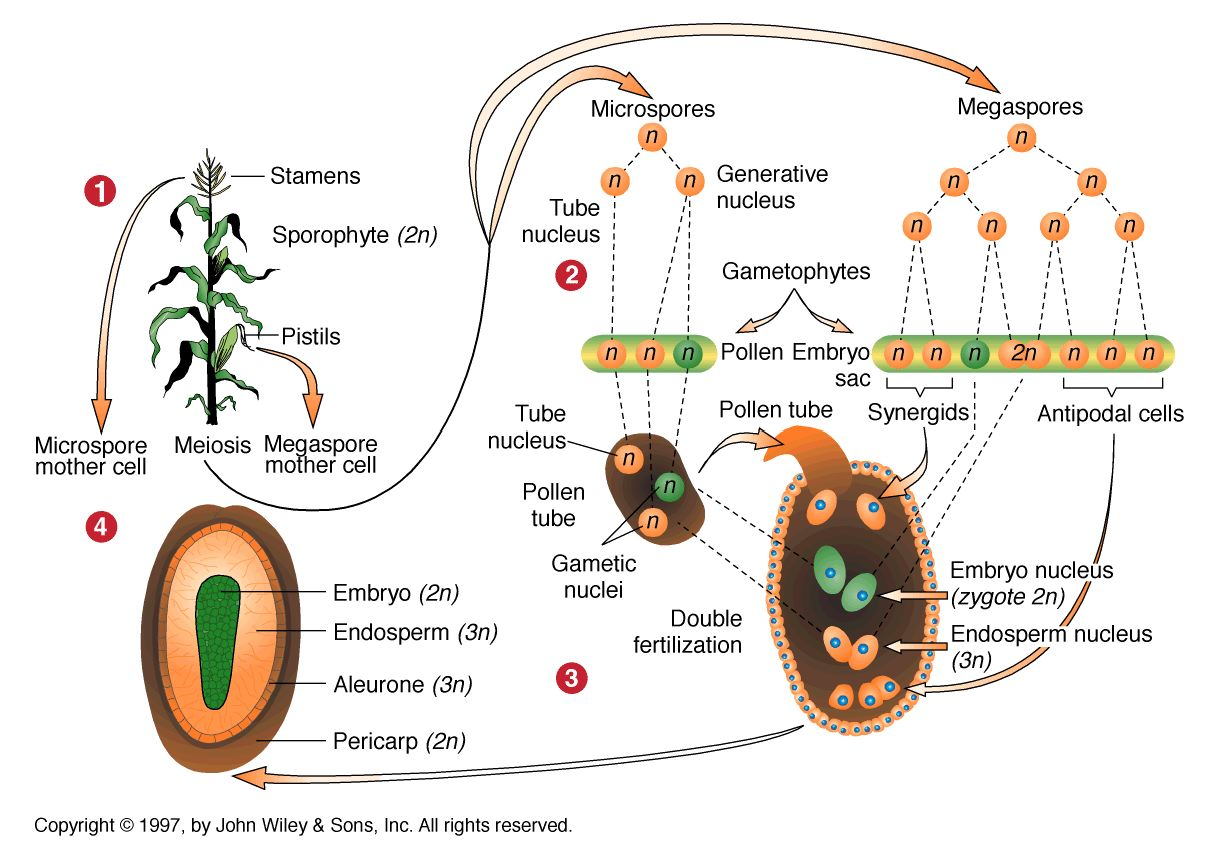 1
Stamens
Sporophyte (2n)
Pistils
Microspore
mother cell
Meiosis
Megaspore
mother cell
Microspores
n
n
n
Generative
nucleus
Tube
nucleus
2
Megaspores
n
n
n
n
n
n
n
Gametophytes
n
n
n
Pollen
Embryo
sac
n
n
n
2n
n
n
n
Synergids
Antipodal cells
Tube
nucleus
n
n
n
Pollen
tube
Gametic
nuclei
Pollen tube
Double
fertilization
3
Embryo nucleus
(zygote 2n)
Endosperm nucleus
(3n)
4
Embryo (2n)
Endosperm (3n)
Aleurone (3n)
Pericarp (2n)
Copyright © 1997, by John Wiley & Sons, Inc. All rights reserved.